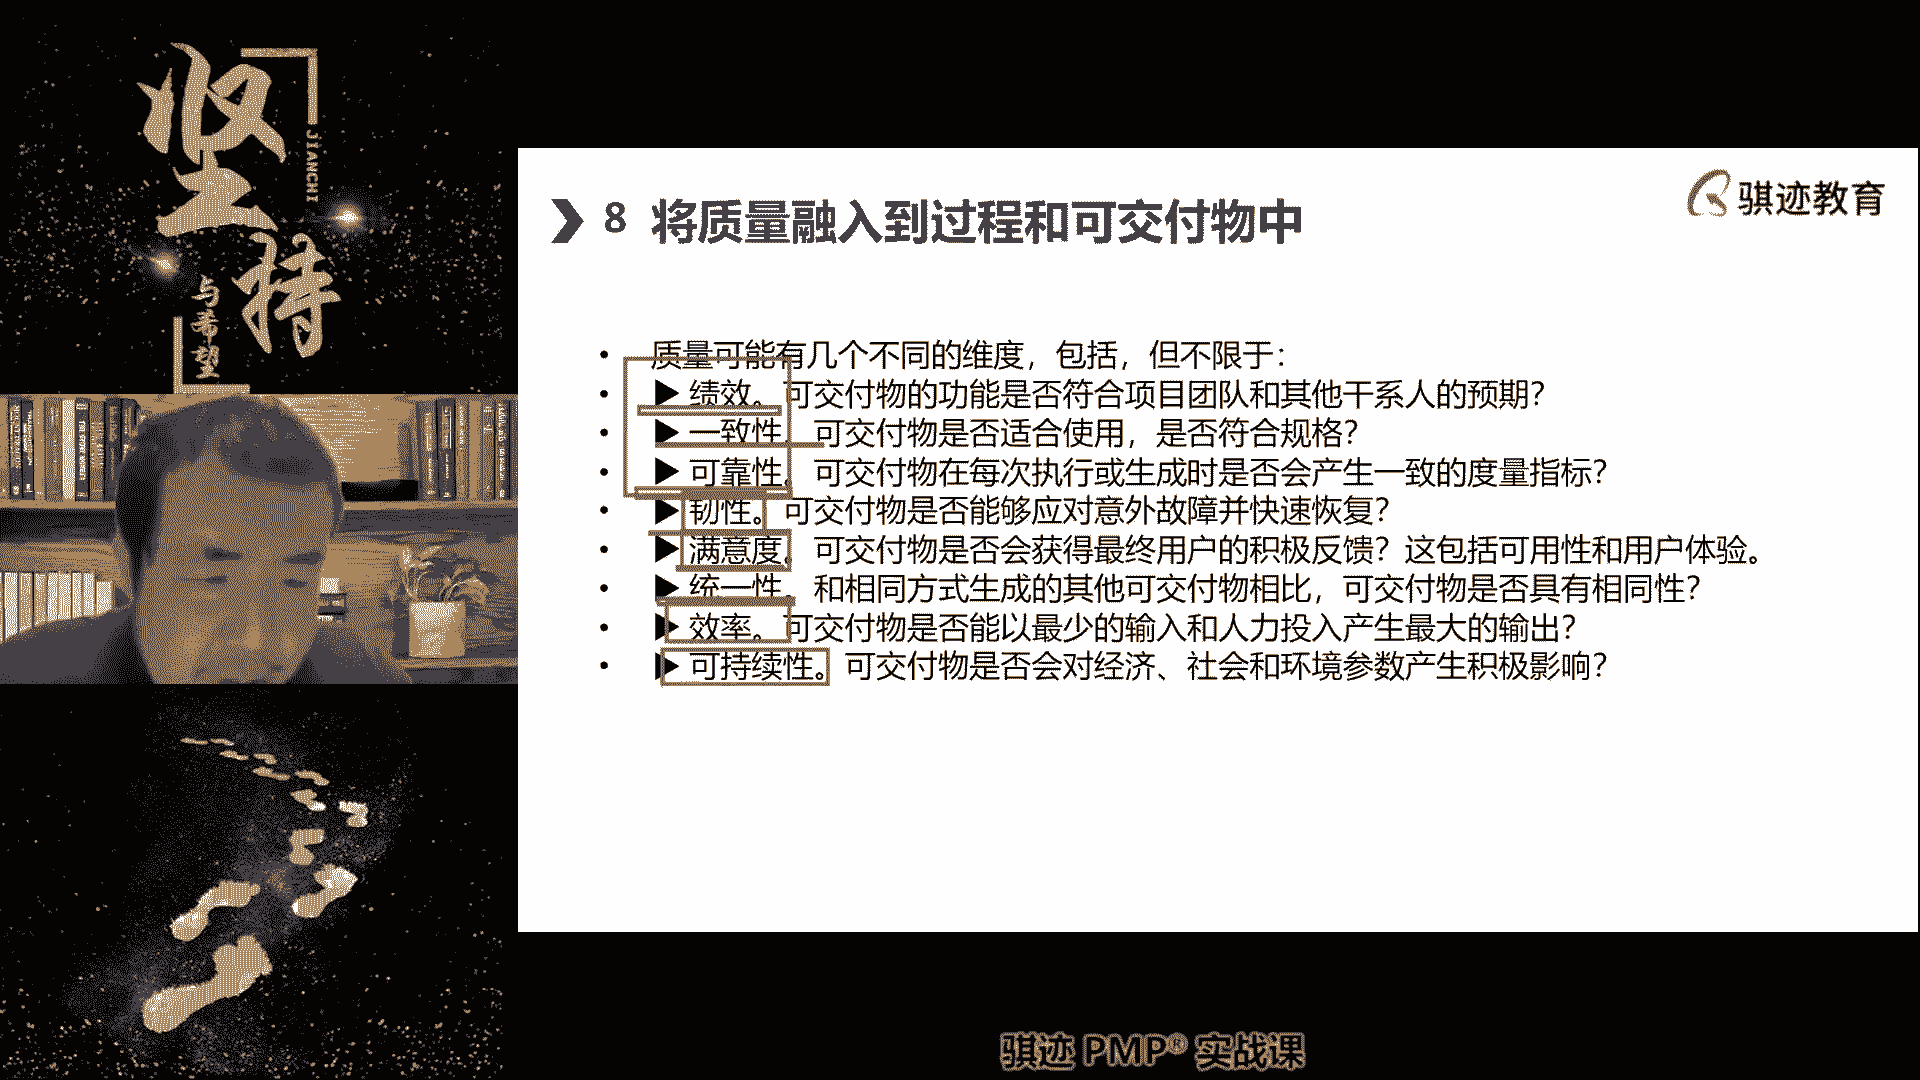 坚持
JIANCHI
与希望
骐迹教育
8 将质量融入到过程和可交付物中
• 质量可能有几个不同的维度，包括，但不限于：
• ▶ 绩效。可交付物的功能是否符合项目团队和其他干系人的预期？
• ▶ 一致性。可交付物是否适合使用，是否符合规格？
• ▶ 可靠性。可交付物在每次执行或生成时是否会产生一致的度量指标？
• ▶ 韧性。可交付物是否能够应对意外故障并快速恢复？
• ▶ 满意度。可交付物是否会获得最终用户的积极反馈？这包括可用性和用户体验。
• ▶ 统一性。和相同方式生成的其他可交付物相比，可交付物是否具有相同性？
• ▶ 效率。可交付物是否能以最少的输入和人力投入产生最大的输出？
• ▶ 可持续性。可交付物是否会对经济、社会和环境参数产生积极影响？
骐迹 PMP® 实战课